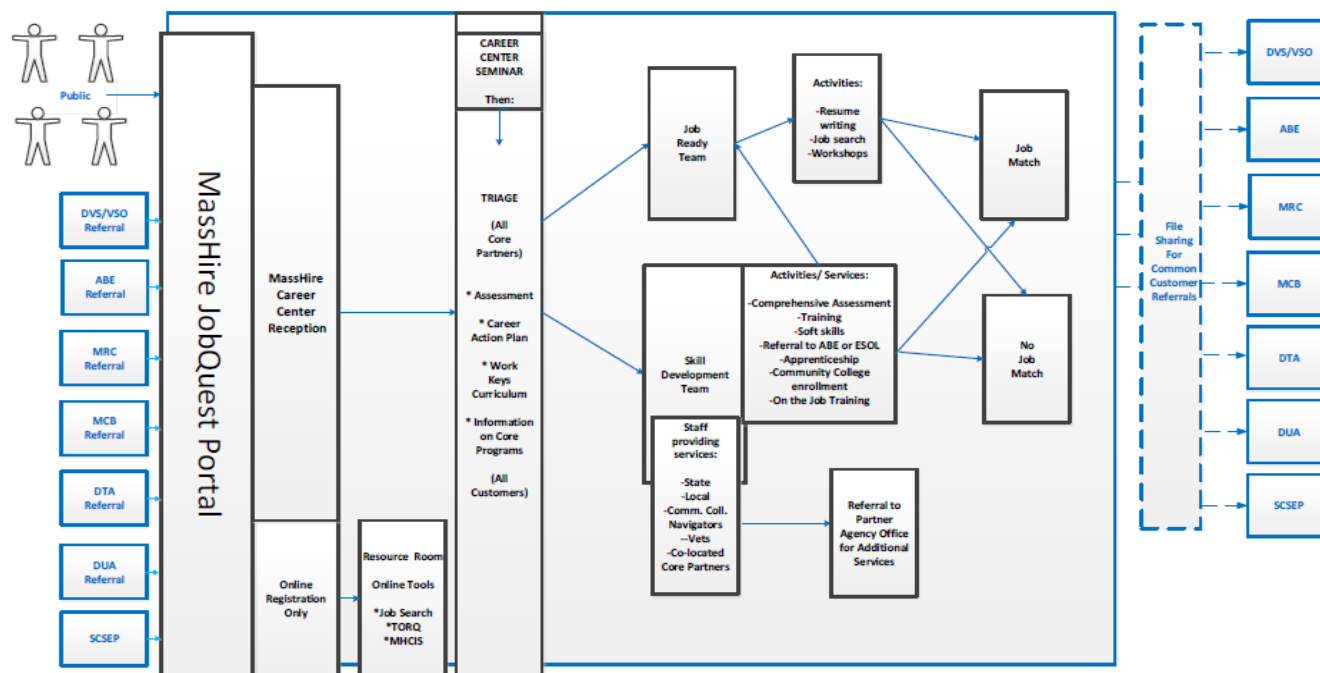 Public
DVS/VSO
Referral
ABE
Referral
MRC
Referral
MCB
Referral
DTA
Referral
DUA
Referral
SCSEP
MassHire JobQuest Portal
MassHire
Career
Center
Reception
Online
Registration
Only
Resource Room
Online Tools
*Job Search
*TORQ
*MHCIS
CAREER
CENTER
SEMINAR
Then:
TRIAGE
(All
Core
Partners)
* Assessment
* Career
Action Plan
* Work
Keys
Curriculum
* Information
on Core
Programs
(All
Customers)
Job
Ready
Team
Activities:
-Resume
writing
-Job search
-Workshops
Job
Match
Skill
Development
Team
Activities/ Services:
-Comprehensive Assessment
-Training
-Soft skills
-Referral to ABE or ESOL
-Apprenticeship
-Community College
enrollment
-On the Job Training
No
Job
Match
Staff
providing
services:
-State
-Local
-Comm. Coll.
Navigators
--Vets
-Co-located
Core Partners
Referral to
Partner
Agency Office
for Additional
Services
File
Sharing
For
Common
Customer
Referrals
DVS/VSO
ABE
MRC
MCB
DTA
DUA
SCSEP